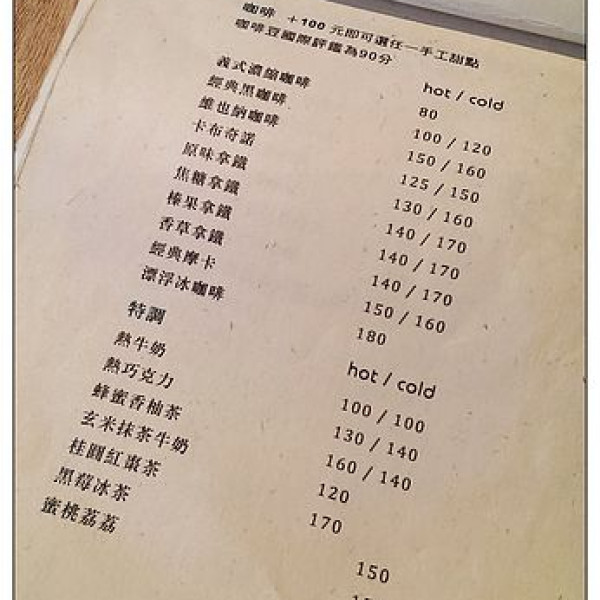 咖啡 +100 元即可選任一手工甜點
咖啡豆國際評鑑為90分
hot / cold
義式濃縮咖啡 80
經典黑咖啡 100 / 120
維也納咖啡 150 / 160
卡布奇諾 125 / 150
原味拿鐵 130 / 160
焦糖拿鐵 140 / 170
榛果拿鐵 140 / 170
香草拿鐵 140 / 170
經典摩卡 150 / 160
漂浮冰咖啡 180
特調 hot / cold
熱牛奶 100 / 100
熱巧克力 130 / 140
蜂蜜香柚茶 160 / 140
玄米抹茶牛奶 120
桂圓紅棗茶 170
黑莓冰茶 150
蜜桃荔荔